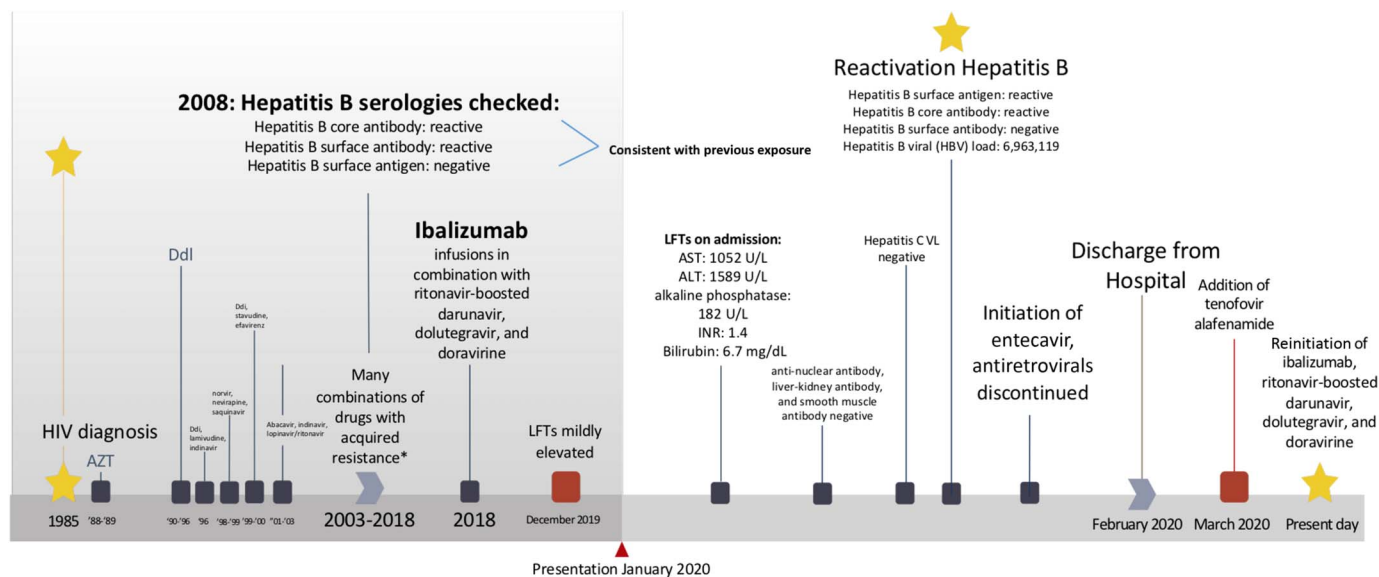 2008: Hepatitis B serologies checked:
Hepatitis B core antibody: reactive
Hepatitis B surface antibody: reactive
Hepatitis B surface antigen: negative
Consistent with previous exposure
Reactivation Hepatitis B
Hepatitis B surface antigen: reactive
Hepatitis B core antibody: reactive
Hepatitis B surface antibody: negative
Hepatitis B viral (HBV) load: 6,963,119
HIV diagnosis
AZT
DdI
Ddi,
lamivudine,
indinavir
norvir,
nevirapine,
saquinavir
Ddi,
stavudine,
efavirenz
Abacavir, indinavir,
lopinavir/ritonavir
Many
combinations of
drugs with
acquired
resistance*
Ibalizumab
infusions in
combination with
ritonavir-boosted
darunavir,
dolutegravir, and
doravirine
LFTs mildly
elevated
LFTs on admission:
AST: 1052 U/L
ALT: 1589 U/L
alkaline phosphatase:
182 U/L
INR: 1.4
Bilirubin: 6.7 mg/dL
anti-nuclear antibody,
liver-kidney antibody,
and smooth muscle
antibody negative
Hepatitis C VL
negative
Initiation of
entecavir,
antiretrovirals
discontinued
Discharge from
Hospital
Addition of
tenofovir
alafenamide
Reinitiation of
ibalizumab,
ritonavir-boosted
darunavir,
dolutegravir, and
doravirine
1985
'88-'89
'90-'96
'96
'98-'99
'99-'00
"01-'03
2003-2018
2018
December 2019
February 2020
March 2020
Present day
Presentation January 2020